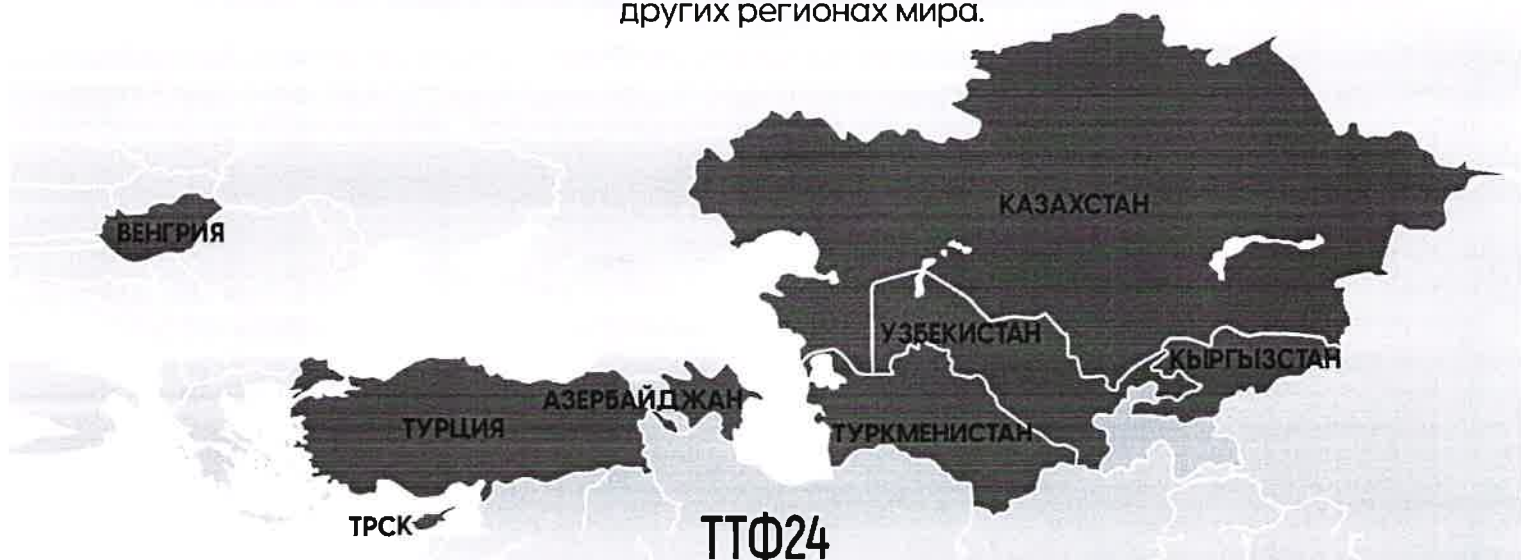 других регионах мира.
КАЗАХСТАН
ВЕНГРИЯ
УЗБЕКИСТАН
КЫРГЫЗСТАН
АЗЕРБАЙДЖАН
ТУРЦИЯ
ТУРКМЕНИСТАН
ТРСК
ТТФ24